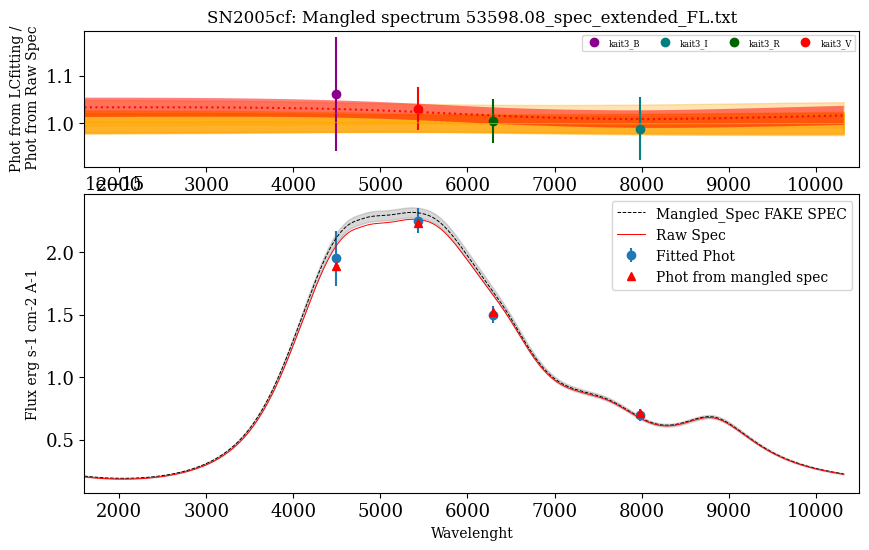 SN2005cf: Mangled spectrum 53598.08_spec_extended_FL.txt
Phot from LCfitting /
Phot from Raw Spec
kait3_B kait3_I kait3_R kait3_V
1.1
1.0
2000 3000 4000 5000 6000 7000 8000 9000 10000
1e−15
Mangled_Spec FAKE SPEC
Raw Spec
Fitted Phot
Phot from mangled spec
Flux erg s-1 cm-2 A-1
2.0
1.5
1.0
0.5
2000 3000 4000 5000 6000 7000 8000 9000 10000
Wavelenght